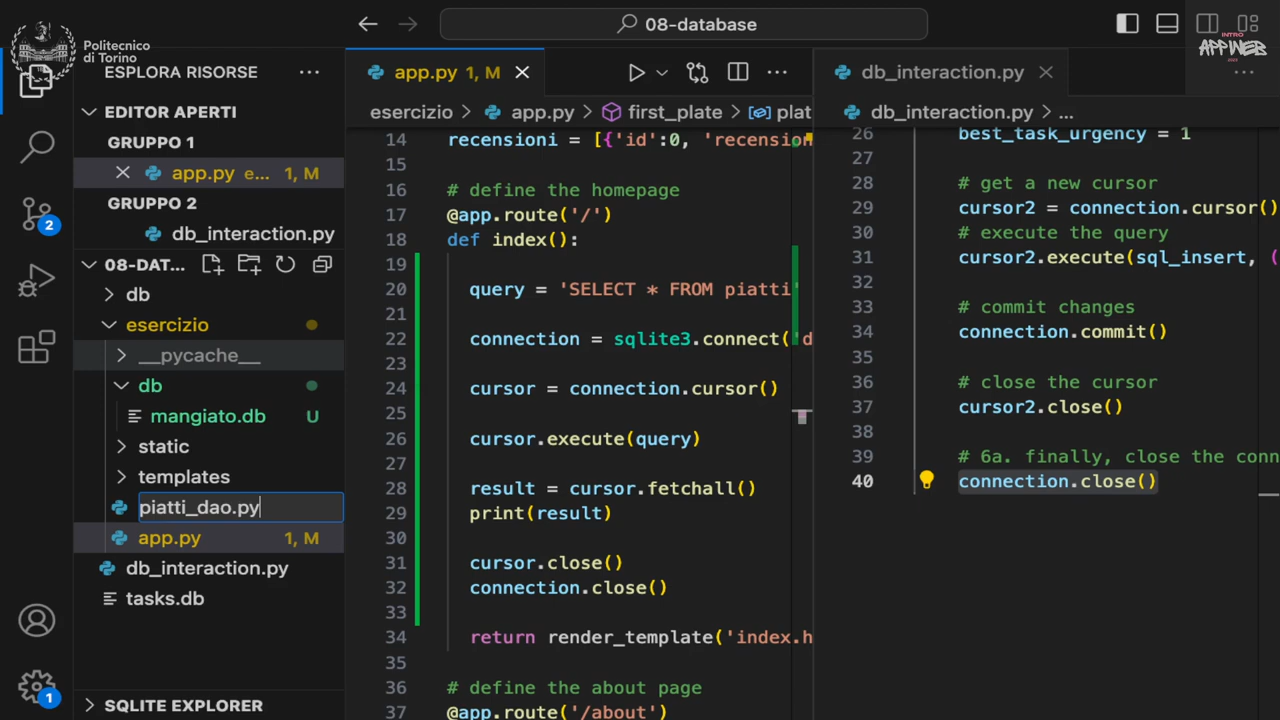 Politecnico
di Torino
08-database
INTRO
APPWEB
ESPLORA RISORSE
EDITOR APERTI
GRUPPO 1
app.py e... 1, M
GRUPPO 2
db_interaction.py
08-DAT...
db
esercizio
__pycache__
db
mangiato.db U
static
templates
piatti_dao.py
app.py 1, M
db_interaction.py
tasks.db
SQLITE EXPLORER
2
1
app.py 1, M
esercizio > app.py > first_plate > plat
14 recensioni = [{'id':0, 'recension
15
16 # define the homepage
17 @app.route('/')
18 def index():
19
20 query = 'SELECT * FROM piatti'
21
22 connection = sqlite3.connect('d
23
24 cursor = connection.cursor()
25
26 cursor.execute(query)
27
28 result = cursor.fetchall()
29 print(result)
30
31 cursor.close()
32 connection.close()
33
34 return render_template('index.h
35
36 # define the about page
37 @app.route('/about')
db_interaction.py
db_interaction.py > ...
26 best_task_urgency = 1
27
28 # get a new cursor
29 cursor2 = connection.cursor()
30 # execute the query
31 cursor2.execute(sql_insert, (
32
33 # commit changes
34 connection.commit()
35
36 # close the cursor
37 cursor2.close()
38
39 # 6a. finally, close the conn
40 connection.close()